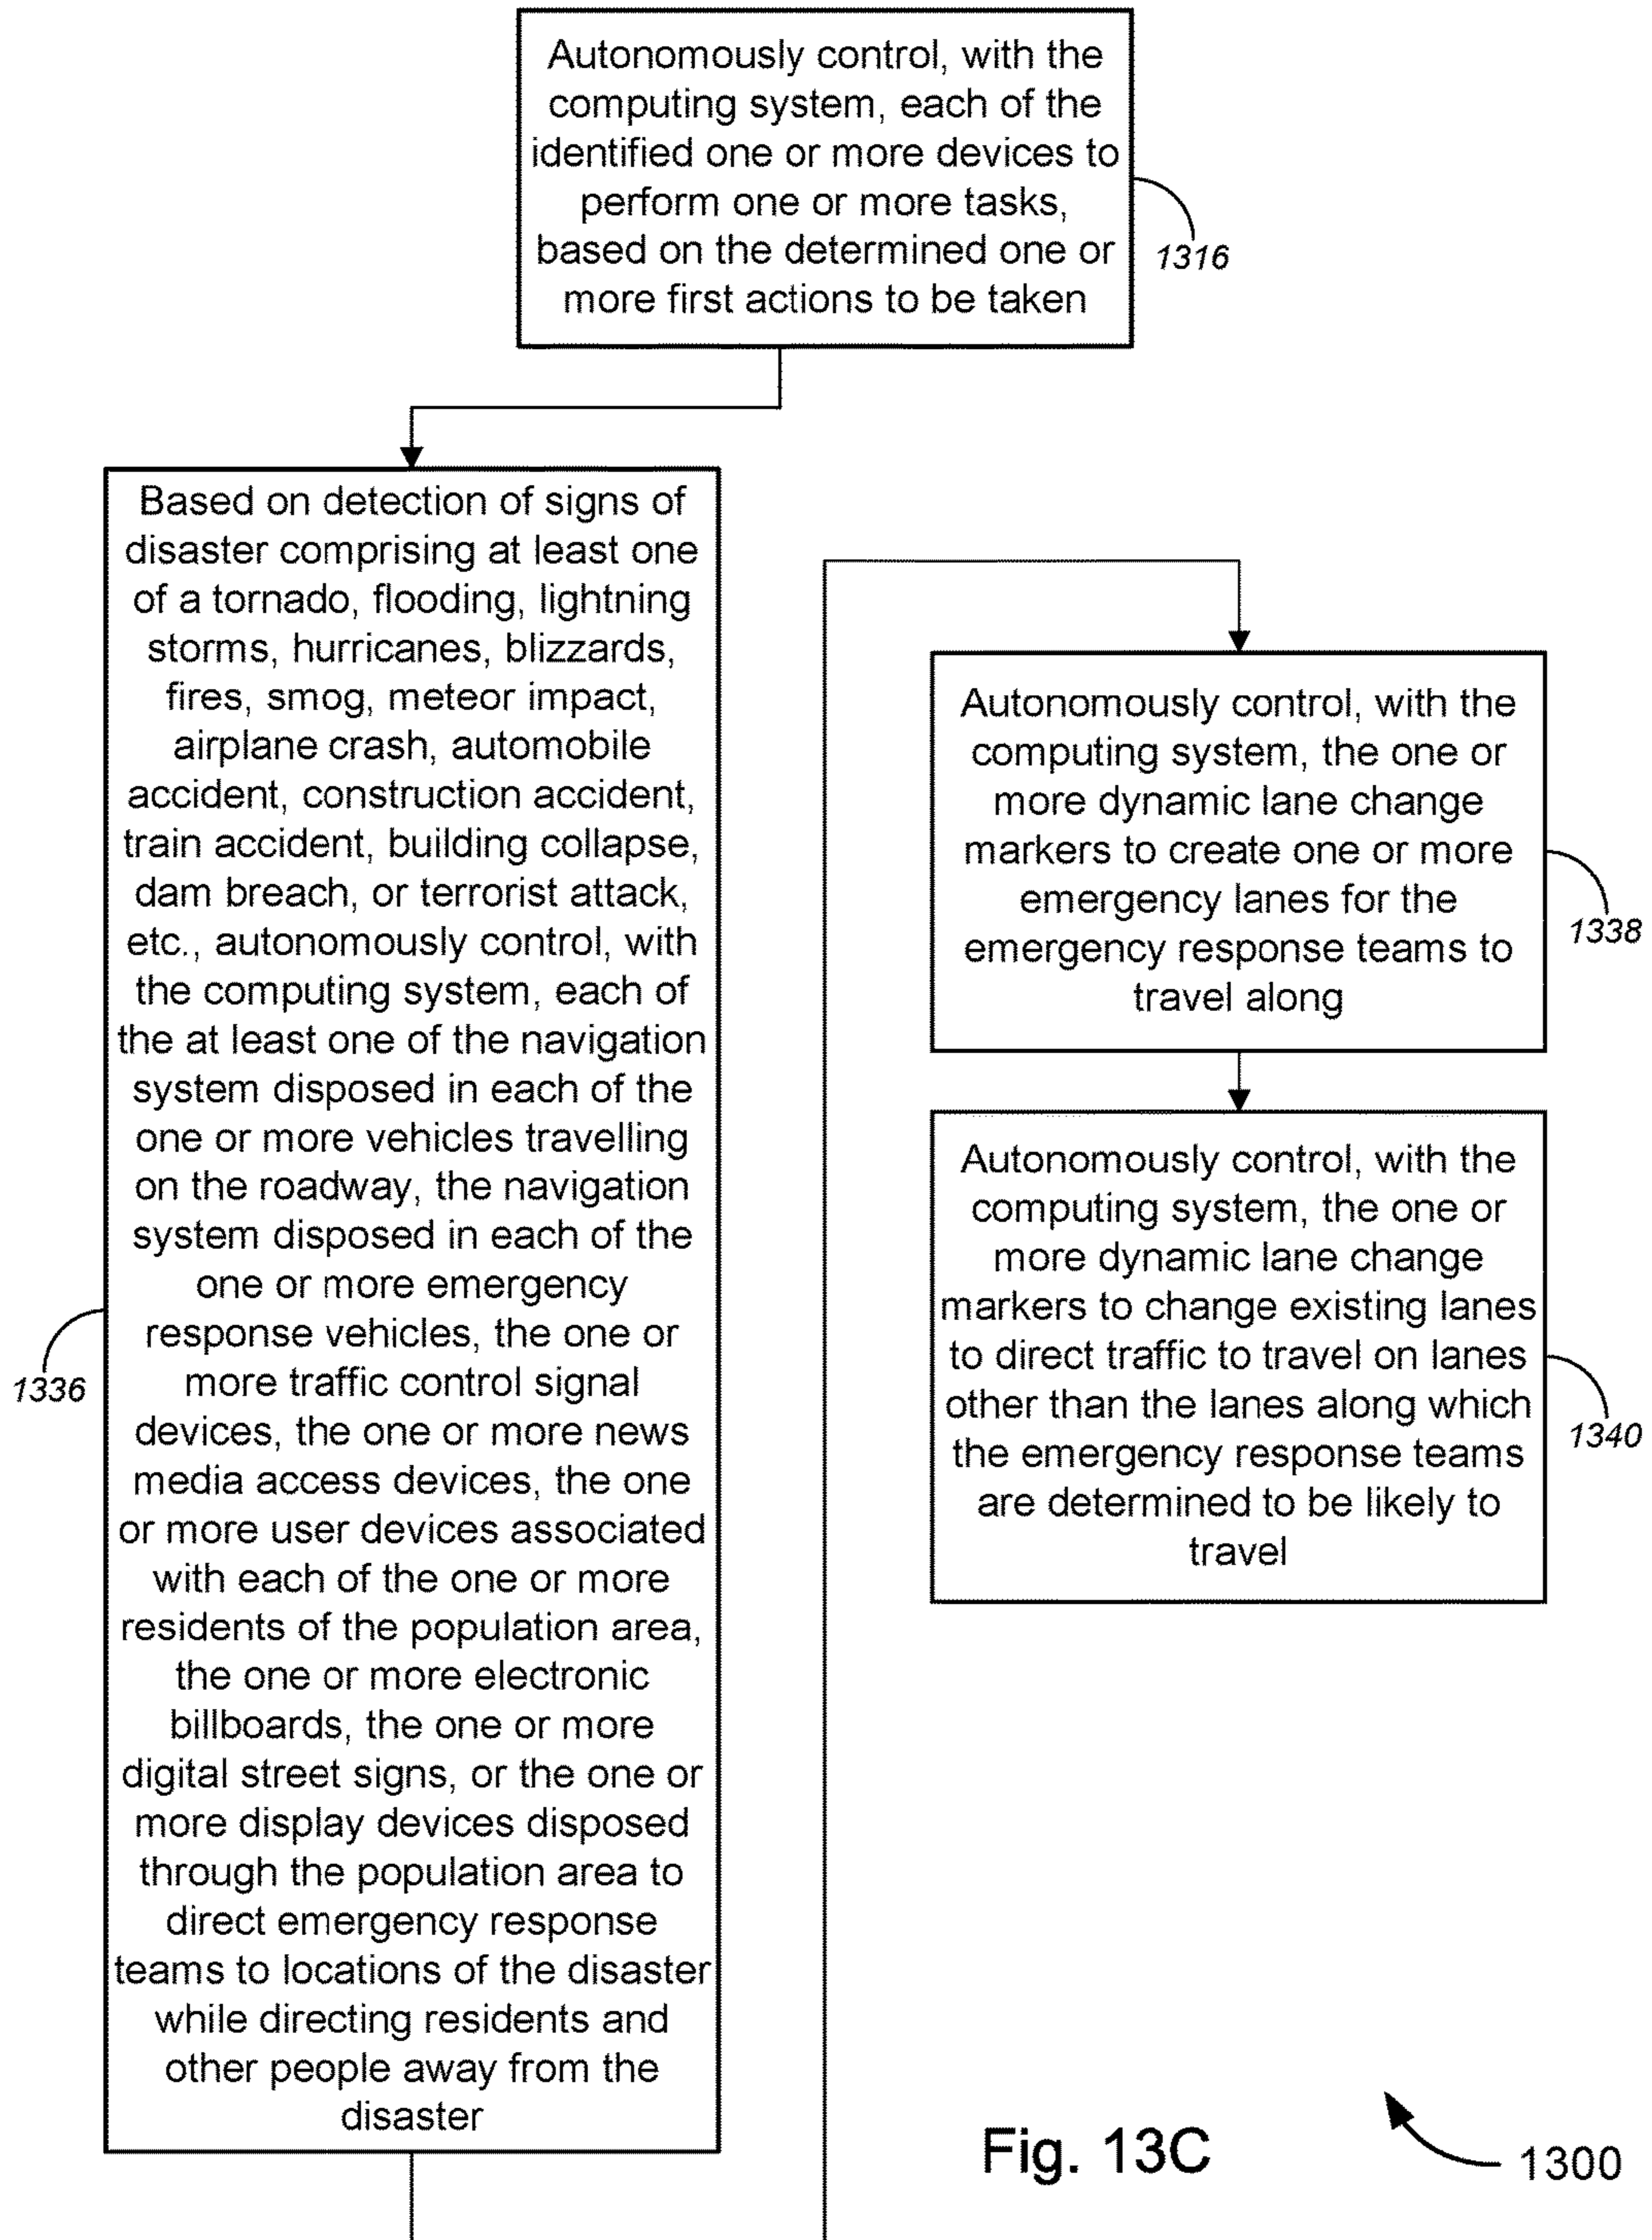 Autonomously control, with the
computing system, each of the
identified one or more devices to
perform one or more tasks,
based on the determined one or
more first actions to be taken
1316
Based on detection of signs of
disaster comprising at least one
of a tornado, flooding, lightning
storms, hurricanes, blizzards,
fires, smog, meteor impact,
airplane crash, automobile
accident, construction accident,
train accident, building collapse,
dam breach, or terrorist attack,
etc., autonomously control, with
the computing system, each of
the at least one of the navigation
system disposed in each of the
one or more vehicles travelling
on the roadway, the navigation
system disposed in each of the
one or more emergency
response vehicles, the one or
more traffic control signal
devices, the one or more news
media access devices, the one
or more user devices associated
with each of the one or more
residents of the population area,
the one or more electronic
billboards, the one or more
digital street signs, or the one or
more display devices disposed
through the population area to
direct emergency response
teams to locations of the disaster
while directing residents and
other people away from the
disaster
1336
Autonomously control, with the
computing system, the one or
more dynamic lane change
markers to create one or more
emergency lanes for the
emergency response teams to
travel along
1338
Autonomously control, with the
computing system, the one or
more dynamic lane change
markers to change existing lanes
to direct traffic to travel on lanes
other than the lanes along which
the emergency response teams
are determined to be likely to
travel
1340
Fig. 13C
1300